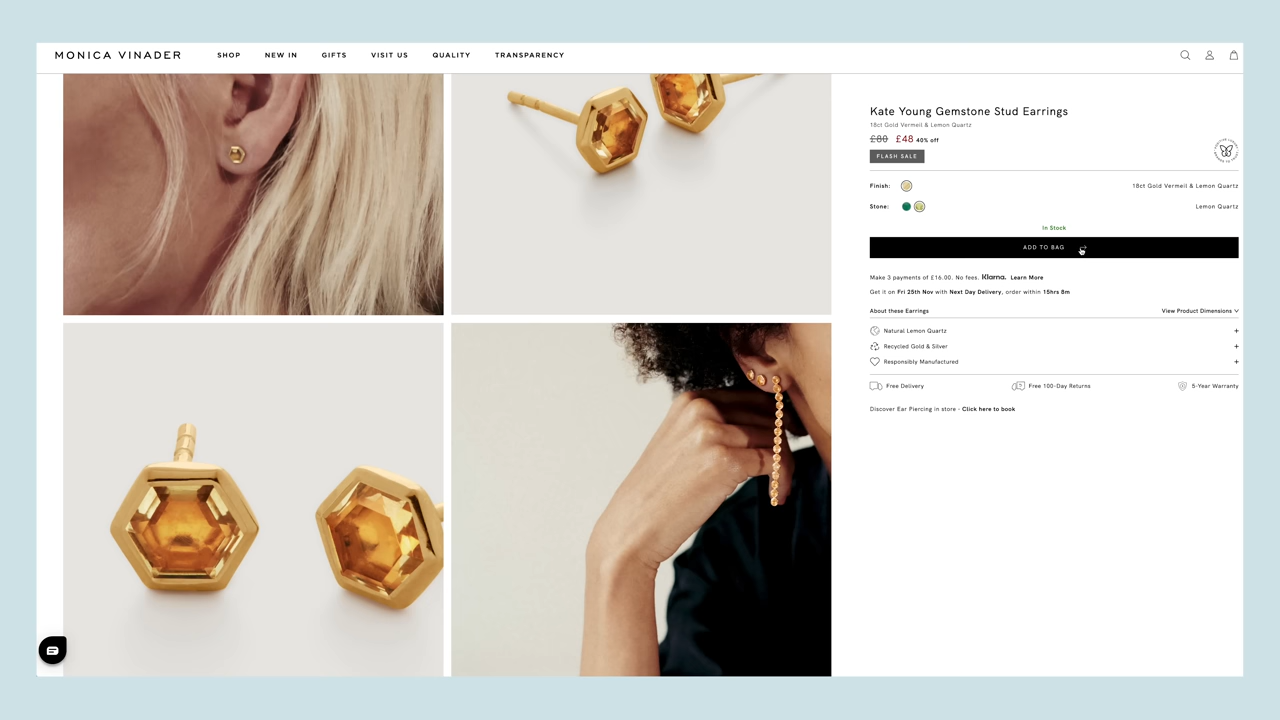 MONICA VINADER SHOP NEW IN GIFTS VISIT US QUALITY TRANSPARENCY
Kate Young Gemstone Stud Earrings
18ct Gold Vermeil & Lemon Quartz
£80 £48 40% off
FLASH SALE
Finish: 18ct Gold Vermeil & Lemon Quartz
Stone: Lemon Quartz
In Stock
ADD TO BAG
Make 3 payments of £16.00. No fees. Klarna. Learn More
Get it on Fri 25th Nov with Next Day Delivery, order within 15hrs 8m
About these Earrings View Product Dimensions
Natural Lemon Quartz +
Recycled Gold & Silver +
Responsibly Manufactured +
Free Delivery Free 100-Day Returns 5-Year Warranty
Discover Ear Piercing in store - Click here to book